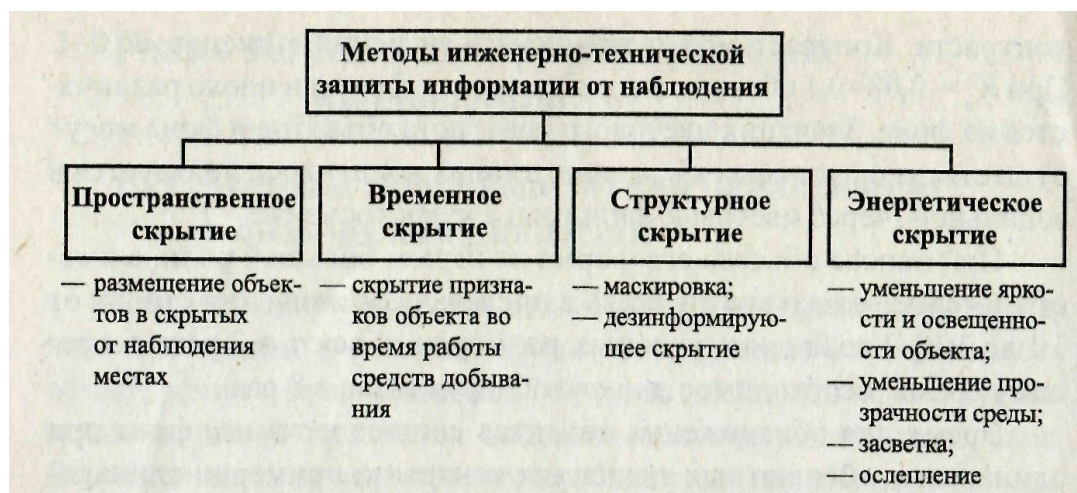 Методы инженерно-технической
защиты информации от наблюдения
Пространственное
скрытие
— размещение объек-
тов в скрытых
от наблюдения
местах
Временное
скрытие
— скрытие призна-
ков объекта во
время работы
средств добыва-
ния
Структурное
скрытие
— маскировка;
— дезинформирую-
щее скрытие
Энергетическое
скрытие
— уменьшение ярко-
сти и освещенно-
сти объекта;
— уменьшение про-
зрачности среды;
— засветка;
— ослепление